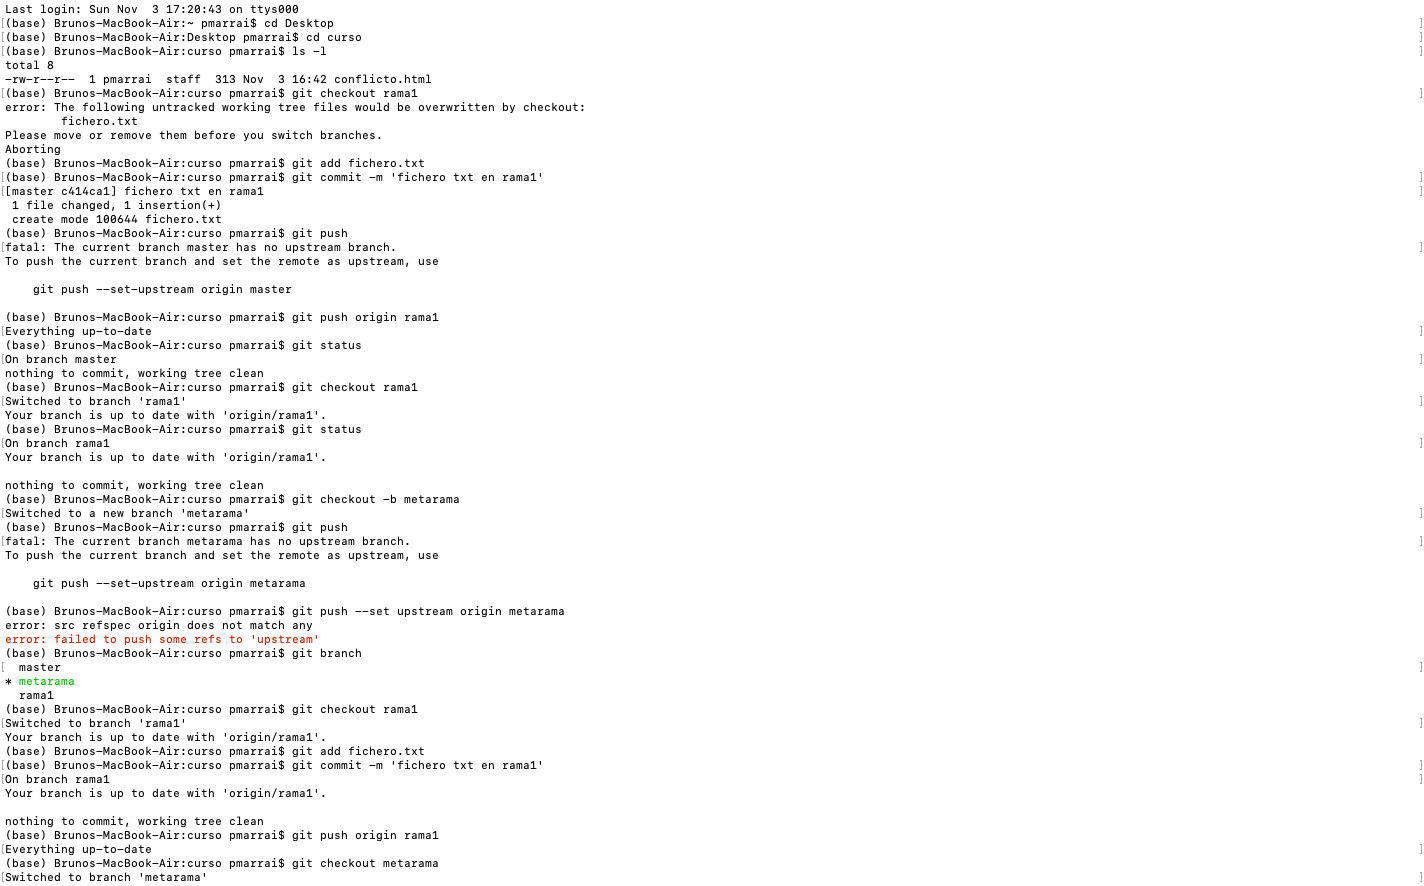 Last login: Sun Nov  3 17:20:43 on ttys000
[(base) Brunos-MacBook-Air:~ pmarrai$ cd Desktop ]
[(base) Brunos-MacBook-Air:Desktop pmarrai$ cd curso ]
[(base) Brunos-MacBook-Air:curso pmarrai$ ls -l ]
total 8
-rw-r--r--  1 pmarrai  staff  313 Nov  3 16:42 conflicto.html
[(base) Brunos-MacBook-Air:curso pmarrai$ git checkout rama1 ]
error: The following untracked working tree files would be overwritten by checkout:
        fichero.txt
Please move or remove them before you switch branches.
Aborting
(base) Brunos-MacBook-Air:curso pmarrai$ git add fichero.txt
[(base) Brunos-MacBook-Air:curso pmarrai$ git commit -m 'fichero txt en rama1' ]
[[master c414ca1] fichero txt en rama1 ]
 1 file changed, 1 insertion(+)
 create mode 100644 fichero.txt
(base) Brunos-MacBook-Air:curso pmarrai$ git push
[fatal: The current branch master has no upstream branch. ]
To push the current branch and set the remote as upstream, use
    git push --set-upstream origin master
(base) Brunos-MacBook-Air:curso pmarrai$ git push origin rama1
[Everything up-to-date ]
(base) Brunos-MacBook-Air:curso pmarrai$ git status
[On branch master ]
nothing to commit, working tree clean
(base) Brunos-MacBook-Air:curso pmarrai$ git checkout rama1
[Switched to branch 'rama1' ]
Your branch is up to date with 'origin/rama1'.
(base) Brunos-MacBook-Air:curso pmarrai$ git status
[On branch rama1 ]
Your branch is up to date with 'origin/rama1'.
nothing to commit, working tree clean
(base) Brunos-MacBook-Air:curso pmarrai$ git checkout -b metarama
[Switched to a new branch 'metarama' ]
(base) Brunos-MacBook-Air:curso pmarrai$ git push
[fatal: The current branch metarama has no upstream branch. ]
To push the current branch and set the remote as upstream, use
    git push --set-upstream origin metarama
(base) Brunos-MacBook-Air:curso pmarrai$ git push --set upstream origin metarama
error: src refspec origin does not match any
error: failed to push some refs to 'upstream'
(base) Brunos-MacBook-Air:curso pmarrai$ git branch
[  master ]
* metarama
  rama1
(base) Brunos-MacBook-Air:curso pmarrai$ git checkout rama1
[Switched to branch 'rama1' ]
Your branch is up to date with 'origin/rama1'.
(base) Brunos-MacBook-Air:curso pmarrai$ git add fichero.txt
[(base) Brunos-MacBook-Air:curso pmarrai$ git commit -m 'fichero txt en rama1' ]
[On branch rama1 ]
Your branch is up to date with 'origin/rama1'.
nothing to commit, working tree clean
(base) Brunos-MacBook-Air:curso pmarrai$ git push origin rama1
[Everything up-to-date ]
(base) Brunos-MacBook-Air:curso pmarrai$ git checkout metarama
[Switched to branch 'metarama' ]